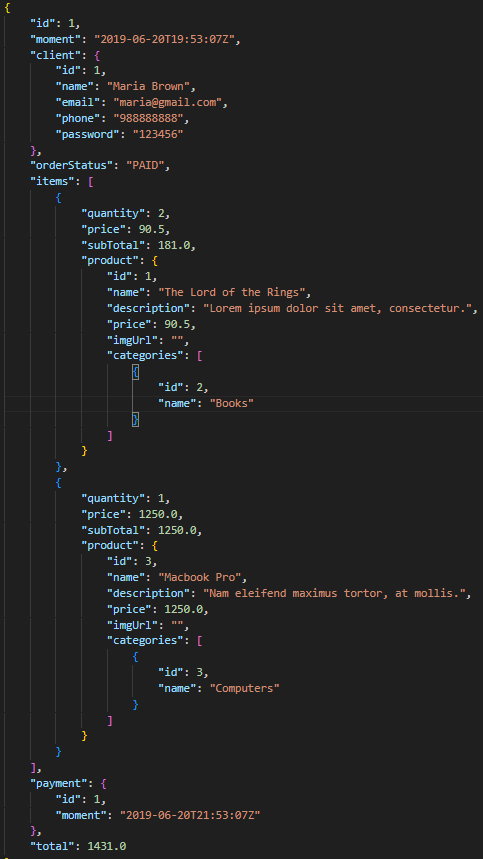 {
    "id": 1,
    "moment": "2019-06-20T19:53:07Z",
    "client": {
        "id": 1,
        "name": "Maria Brown",
        "email": "maria@gmail.com",
        "phone": "988888888",
        "password": "123456"
    },
    "orderStatus": "PAID",
    "items": [
        {
            "quantity": 2,
            "price": 90.5,
            "subTotal": 181.0,
            "product": {
                "id": 1,
                "name": "The Lord of the Rings",
                "description": "Lorem ipsum dolor sit amet, consectetur.",
                "price": 90.5,
                "imgUrl": "",
                "categories": [
                    {
                        "id": 2,
                        "name": "Books"
                    }
                ]
            }
        },
        {
            "quantity": 1,
            "price": 1250.0,
            "subTotal": 1250.0,
            "product": {
                "id": 3,
                "name": "Macbook Pro",
                "description": "Nam eleifend maximus tortor, at mollis.",
                "price": 1250.0,
                "imgUrl": "",
                "categories": [
                    {
                        "id": 3,
                        "name": "Computers"
                    }
                ]
            }
        }
    ],
    "payment": {
        "id": 1,
        "moment": "2019-06-20T21:53:07Z"
    },
    "total": 1431.0